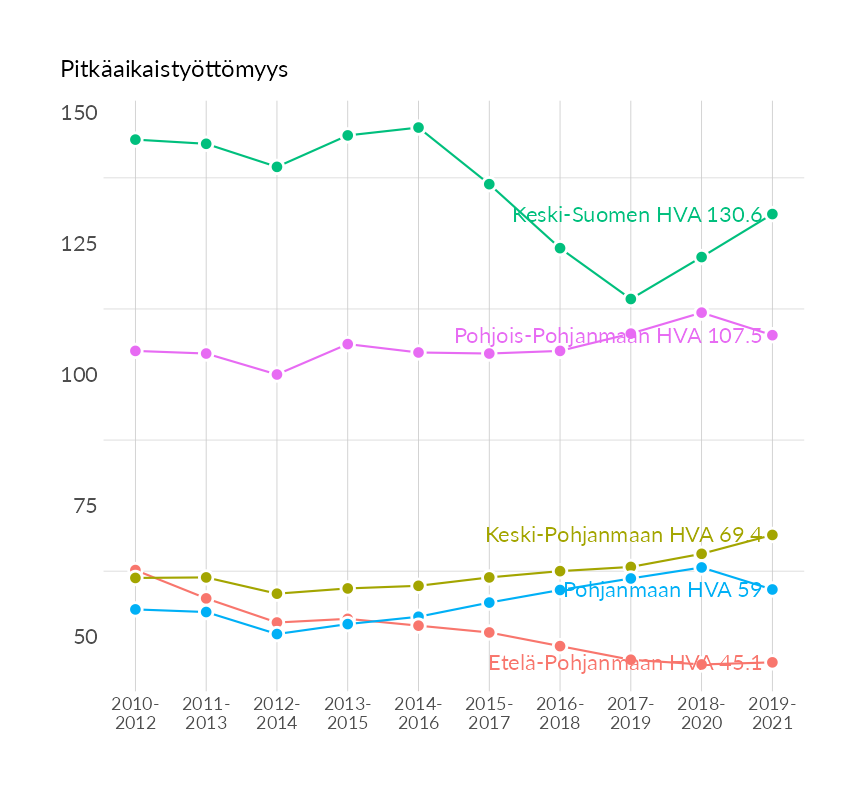 Pitkäaikaistyöttömyys
150
Keski-Suomen HVA 130.6
125
Pohjois-Pohjanmaan HVA 107.5
100
75
Keski-Pohjanmaan HVA 69.4
Pohjanmaan HVA 59
50
Etelä-Pohjanmaan HVA 45.1
2010- 2011- 2012- 2013- 2014- 2015- 2016- 2017- 2018- 2019-
2012 2013 2014 2015 2016 2017 2018 2019 2020 2021